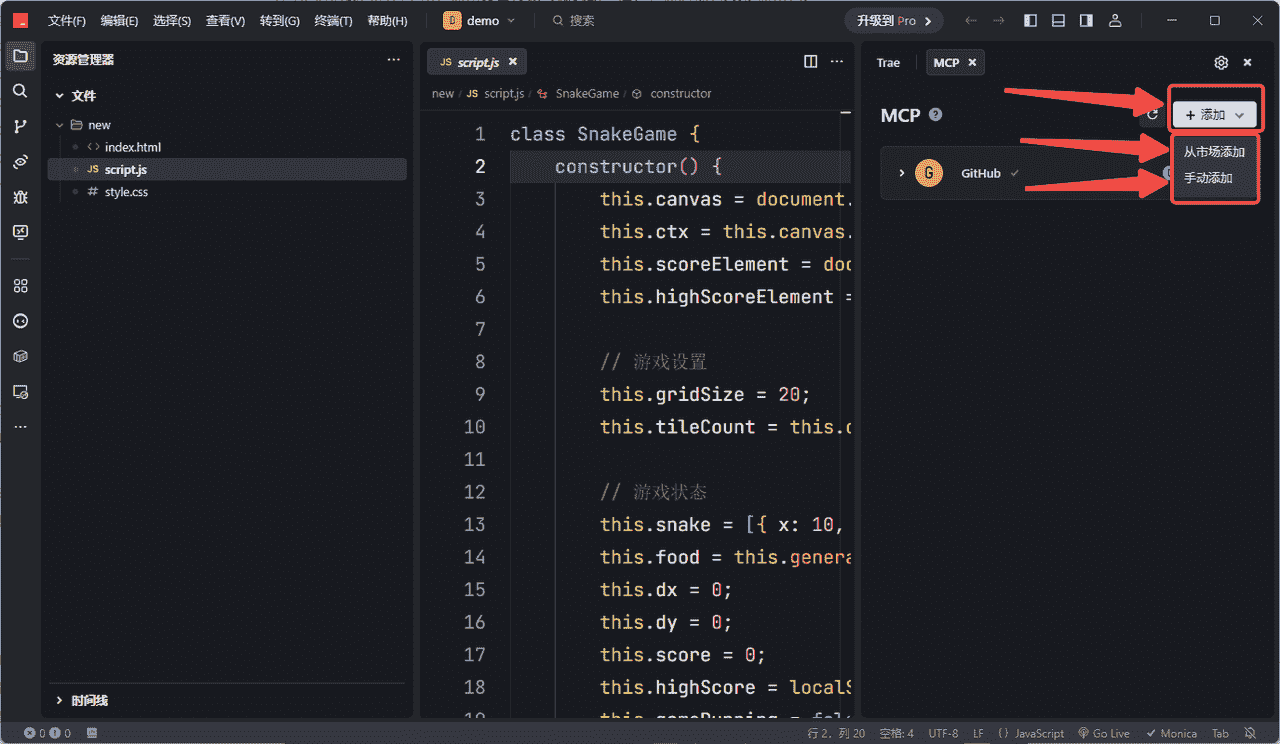 文件(F) 编辑(E) 选择(S) 查看(V) 转到(G) 终端(T) 帮助(H) D demo 搜索 升级到 Pro
资源管理器
文件
new
<> index.html
JS script.js
# style.css
时间线
JS script.js
new / JS script.js / SnakeGame / constructor
1 class SnakeGame {
2 constructor() {
3 this.canvas = document.
4 this.ctx = this.canvas.
5 this.scoreElement = doc
6 this.highScoreElement =
7
8 // 游戏设置
9 this.gridSize = 20;
10 this.tileCount = this.c
11
12 // 游戏状态
13 this.snake = [{ x: 10,
14 this.food = this.genera
15 this.dx = 0;
16 this.dy = 0;
17 this.score = 0;
18 this.highScore = localS
19 this.gameRunning = fals
Trae MCP
MCP ? + 添加
从市场添加
手动添加
G GitHub
0 0 行 2，列 20 空格: 4 UTF-8 LF {} JavaScript Go Live Monica Tab